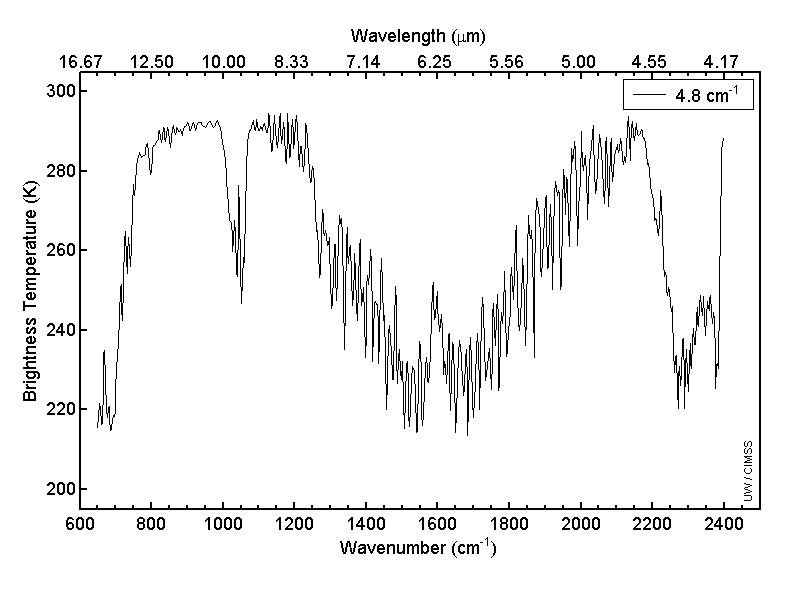 Wavelength (μm)
16.67 12.50 10.00 8.33 7.14 6.25 5.56 5.00 4.55 4.17
4.8 cm-1
300
280
260
240
220
200
Brightness Temperature (K)
UW / CIMSS
600 800 1000 1200 1400 1600 1800 2000 2200 2400
Wavenumber (cm-1)